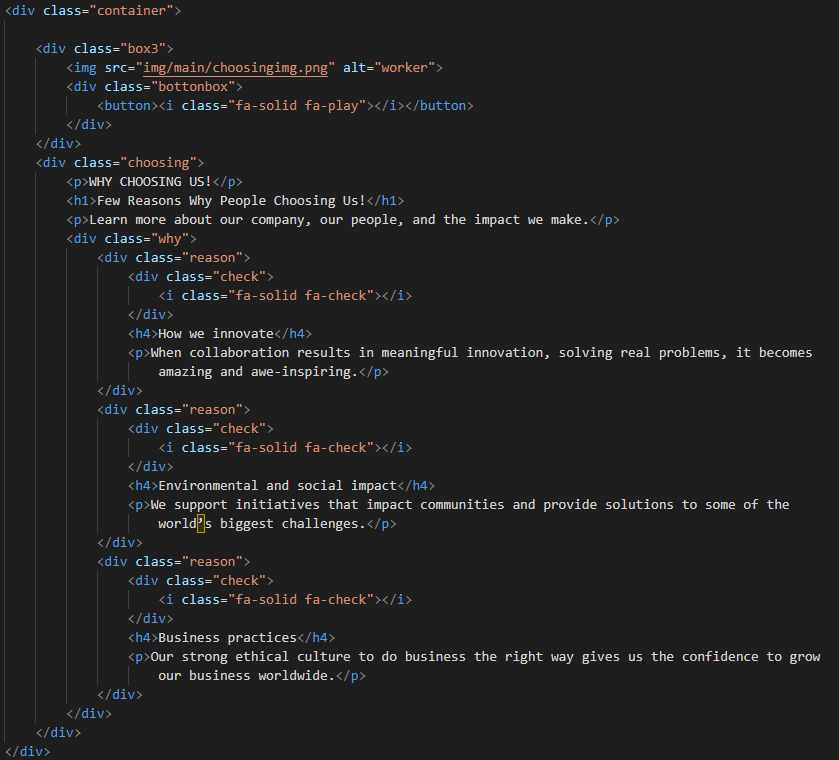 <div class="container">
<div class="box3">
<img src="img/main/choosingimg.png" alt="worker">
<div class="bottonbox">
<button><i class="fa-solid fa-play"></i></button>
</div>
</div>
<div class="choosing">
<p>WHY CHOOSING US!</p>
<h1>Few Reasons Why People Choosing Us!</h1>
<p>Learn more about our company, our people, and the impact we make.</p>
<div class="why">
<div class="reason">
<div class="check">
<i class="fa-solid fa-check"></i>
</div>
<h4>How we innovate</h4>
<p>When collaboration results in meaningful innovation, solving real problems, it becomes
amazing and awe-inspiring.</p>
</div>
<div class="reason">
<div class="check">
<i class="fa-solid fa-check"></i>
</div>
<h4>Environmental and social impact</h4>
<p>We support initiatives that impact communities and provide solutions to some of the
world’s biggest challenges.</p>
</div>
<div class="reason">
<div class="check">
<i class="fa-solid fa-check"></i>
</div>
<h4>Business practices</h4>
<p>Our strong ethical culture to do business the right way gives us the confidence to grow
our business worldwide.</p>
</div>
</div>
</div>
</div>